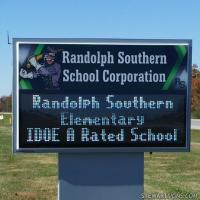 Randolph Southern
School Corporation
Randolph Southern
Elementary
IDOE A Rated School
STEWARTSIGNS.COM